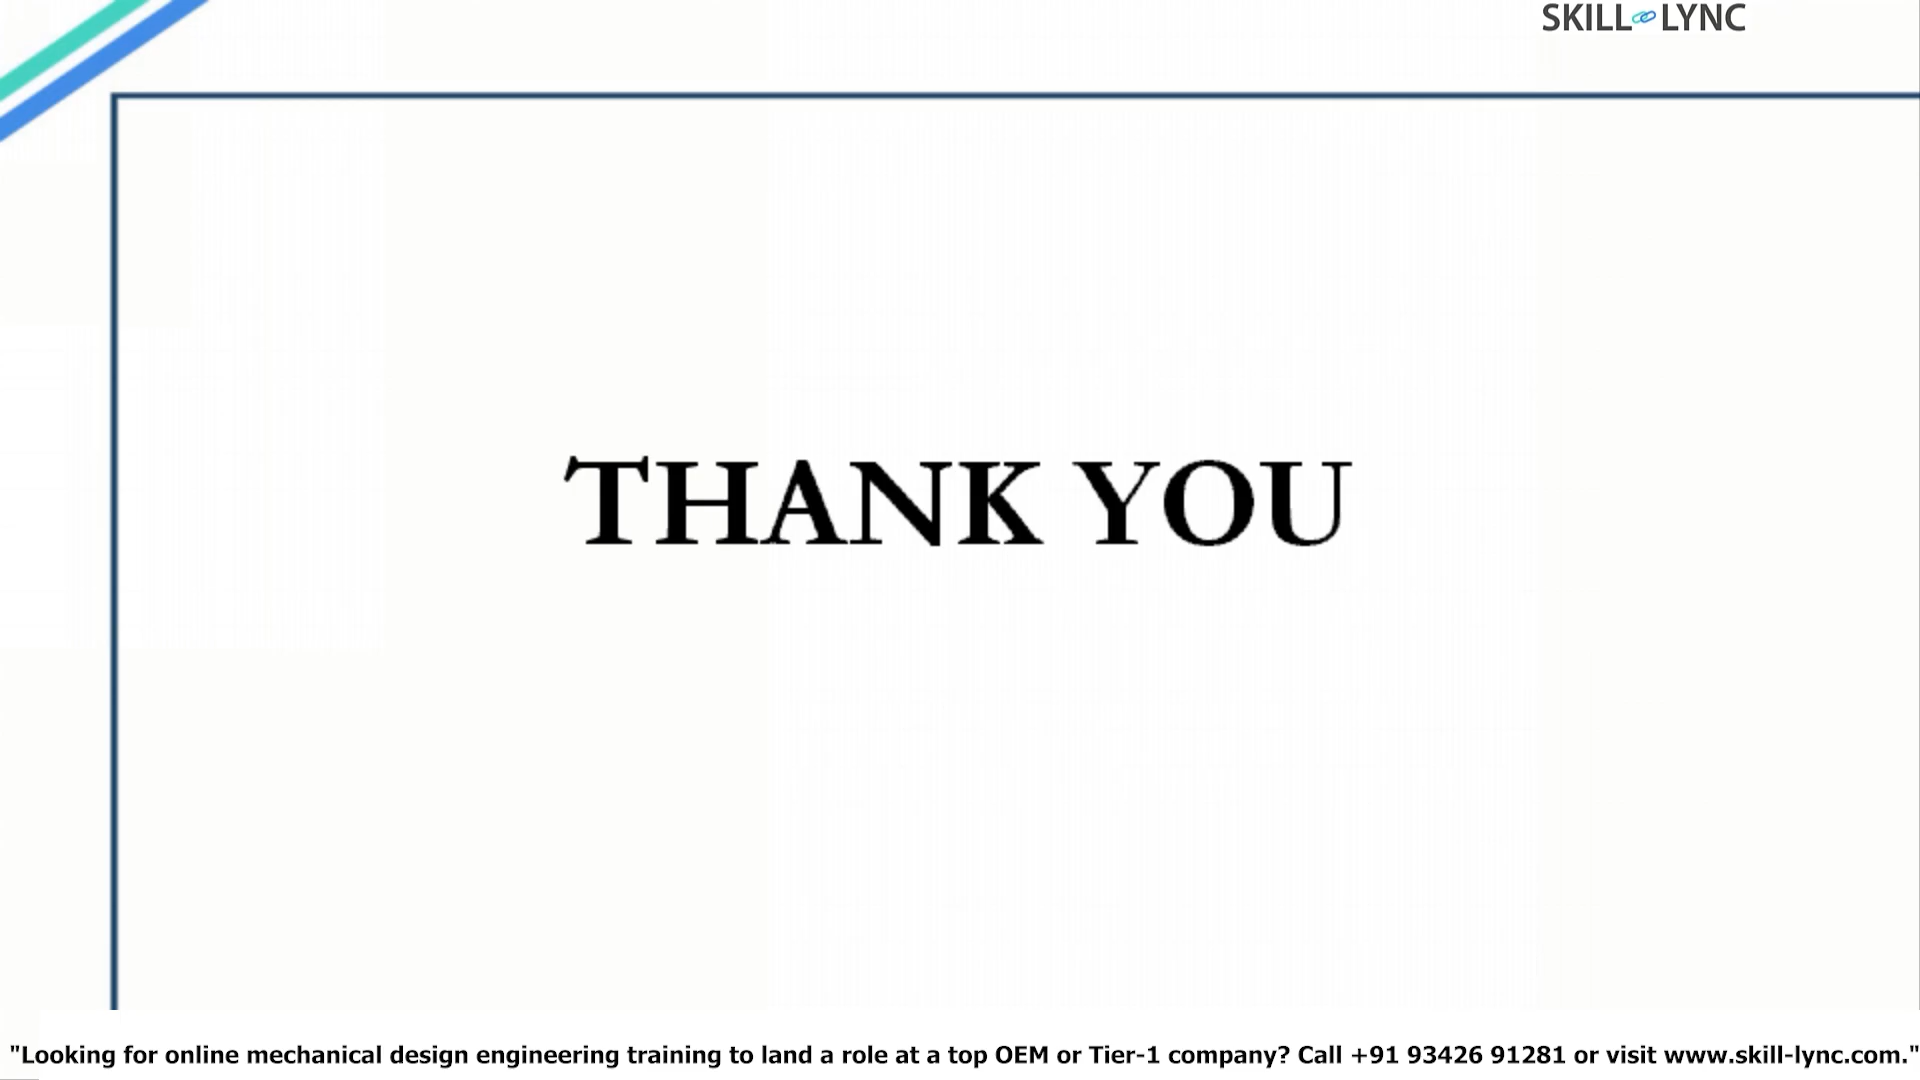 SKILL LYNC
THANK YOU
"Looking for online mechanical design engineering training to land a role at a top OEM or Tier-1 company? Call +91 93426 91281 or visit www.skill-lync.com."